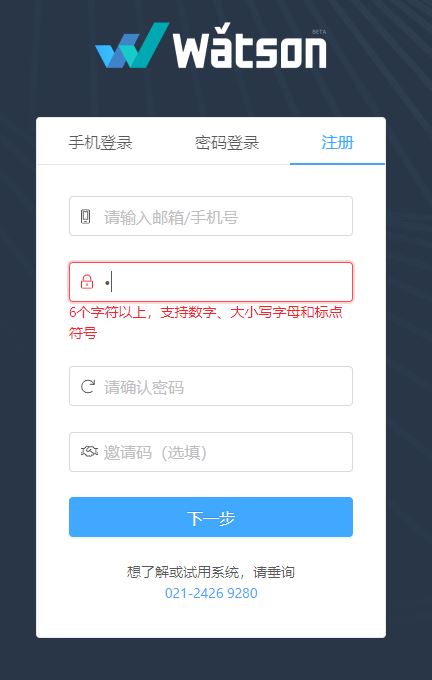 Watson BETA
手机登录 密码登录 注册
请输入邮箱/手机号
6个字符以上，支持数字、大小写字母和标点
符号
请确认密码
邀请码（选填）
下一步
想了解或试用系统，请垂询
021-2426 9280